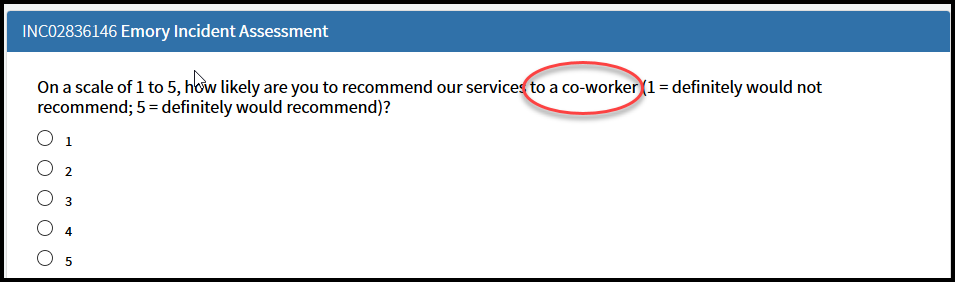 INC02836146 Emory Incident Assessment
On a scale of 1 to 5, how likely are you to recommend our services to a co-worker (1 = definitely would not
recommend; 5 = definitely would recommend)?
1
2
3
4
5